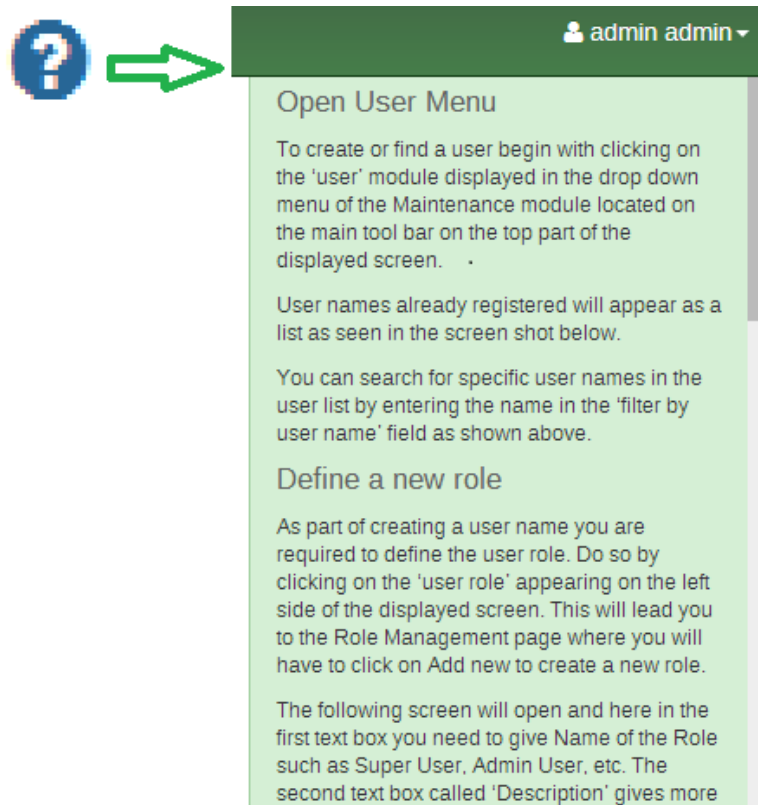 ?
admin admin
Open User Menu
To create or find a user begin with clicking on
the ‘user’ module displayed in the drop down
menu of the Maintenance module located on
the main tool bar on the top part of the
displayed screen. .
User names already registered will appear as a
list as seen in the screen shot below.
You can search for specific user names in the
user list by entering the name in the ‘filter by
user name’ field as shown above.
Define a new role
As part of creating a user name you are
required to define the user role. Do so by
clicking on the ‘user role’ appearing on the left
side of the displayed screen. This will lead you
to the Role Management page where you will
have to click on Add new to create a new role.
The following screen will open and here in the
first text box you need to give Name of the Role
such as Super User, Admin User, etc. The
second text box called ‘Description’ gives more